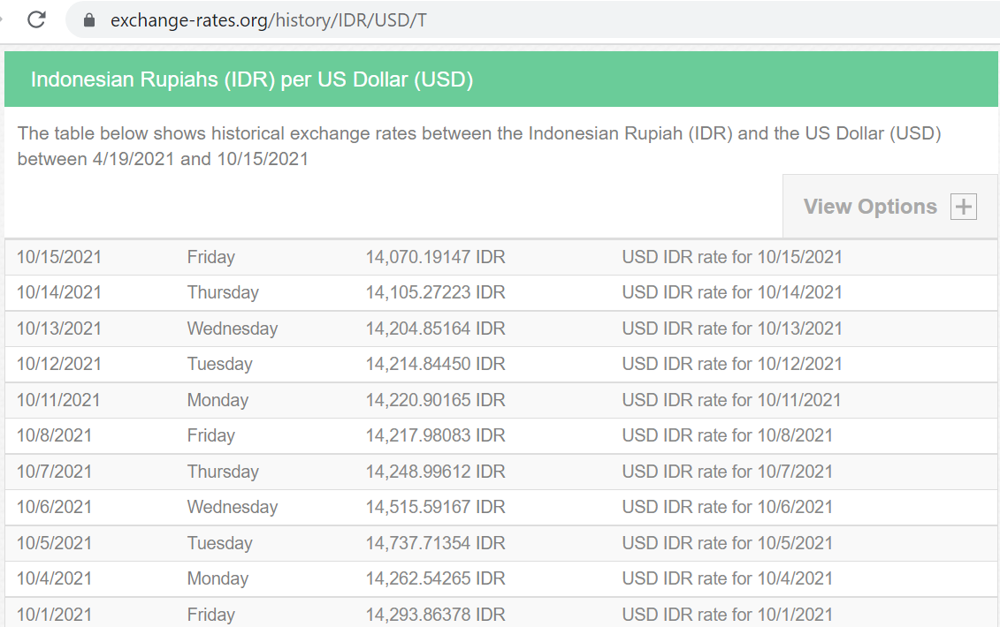 exchange-rates.org/history/IDR/USD/T
Indonesian Rupiahs (IDR) per US Dollar (USD)
The table below shows historical exchange rates between the Indonesian Rupiah (IDR) and the US Dollar (USD)
between 4/19/2021 and 10/15/2021
View Options
10/15/2021 Friday 14,070.19147 IDR USD IDR rate for 10/15/2021
10/14/2021 Thursday 14,105.27223 IDR USD IDR rate for 10/14/2021
10/13/2021 Wednesday 14,204.85164 IDR USD IDR rate for 10/13/2021
10/12/2021 Tuesday 14,214.84450 IDR USD IDR rate for 10/12/2021
10/11/2021 Monday 14,220.90165 IDR USD IDR rate for 10/11/2021
10/8/2021 Friday 14,217.98083 IDR USD IDR rate for 10/8/2021
10/7/2021 Thursday 14,248.99612 IDR USD IDR rate for 10/7/2021
10/6/2021 Wednesday 14,515.59167 IDR USD IDR rate for 10/6/2021
10/5/2021 Tuesday 14,737.71354 IDR USD IDR rate for 10/5/2021
10/4/2021 Monday 14,262.54265 IDR USD IDR rate for 10/4/2021
10/1/2021 Friday 14,293.86378 IDR USD IDR rate for 10/1/2021